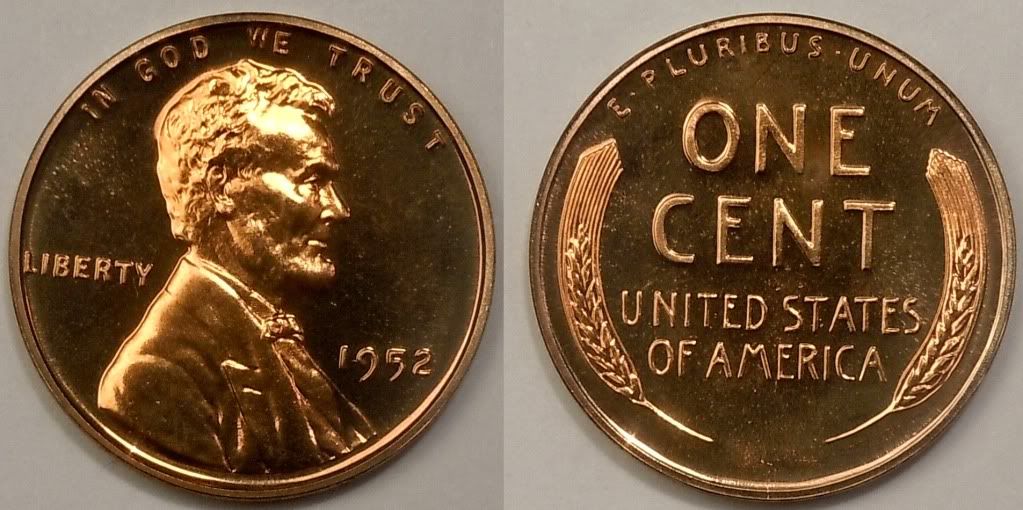 IN GOD WE TRUST
LIBERTY
1952
E · PLURIBUS · UNUM
ONE
CENT
UNITED STATES
OF AMERICA